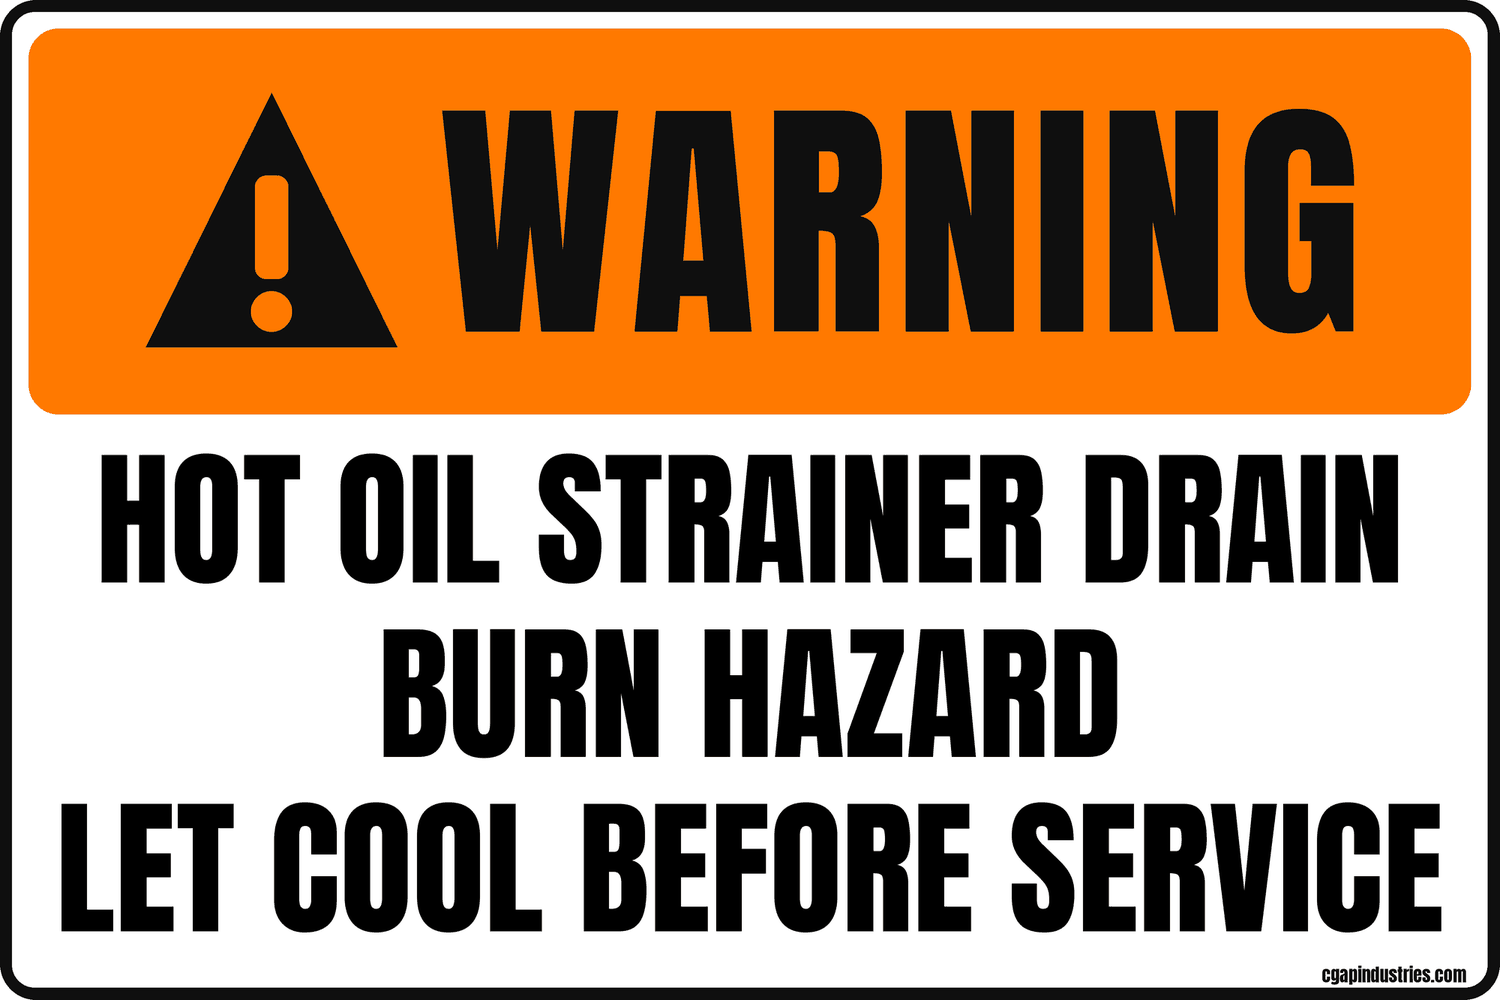 WARNING
HOT OIL STRAINER DRAIN
BURN HAZARD
LET COOL BEFORE SERVICE
cgapindustries.com